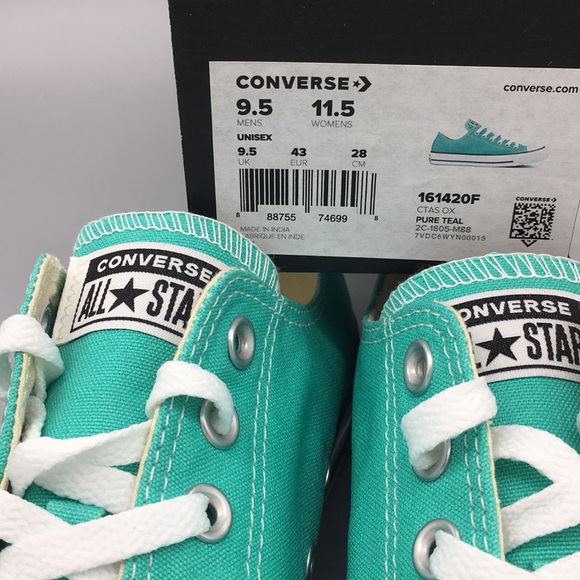 CONVERSE
converse.com
9.5 11.5
MENS WOMENS
UNISEX
9.5 43 28
UK EUR CM
8 88755 74699 8
MADE IN INDIA
FABRIQUÉ EN INDE
161420F
CTAS OX
PURE TEAL
2C-1805-M88
7VDC6WYN00015
CONVERSE
ALL★STAR
CONVERSE
ALL★STAR